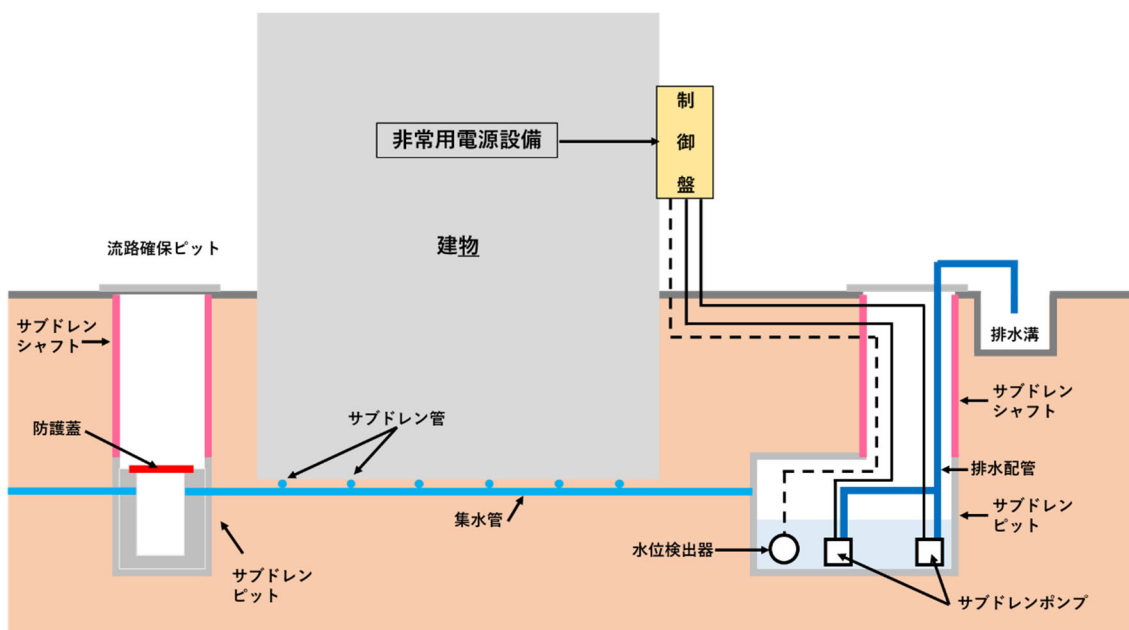 制
御
盤
非常用電源設備
建物
流路確保ピット
サブドレン
シャフト
排水溝
サブドレン管
サブドレン
シャフト
防護蓋
排水配管
集水管
サブドレン
ピット
水位検出器
サブドレン
ピット
サブドレンポンプ